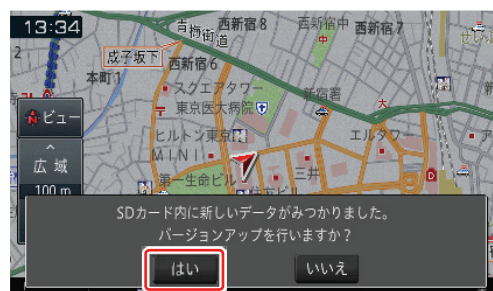 13:34
青梅街道
西新宿8
西新宿中
西新宿7
成子坂下
西新宿6
本町1
スクエアタワー
東京医大病院
新宿署
ビュー
ヒルトン東京
エルタワー
MINI
広域
第一生命ビル
三井
100m
住友ビル
SDカード内に新しいデータがみつかりました。
バージョンアップを行いますか?
はい
いいえ